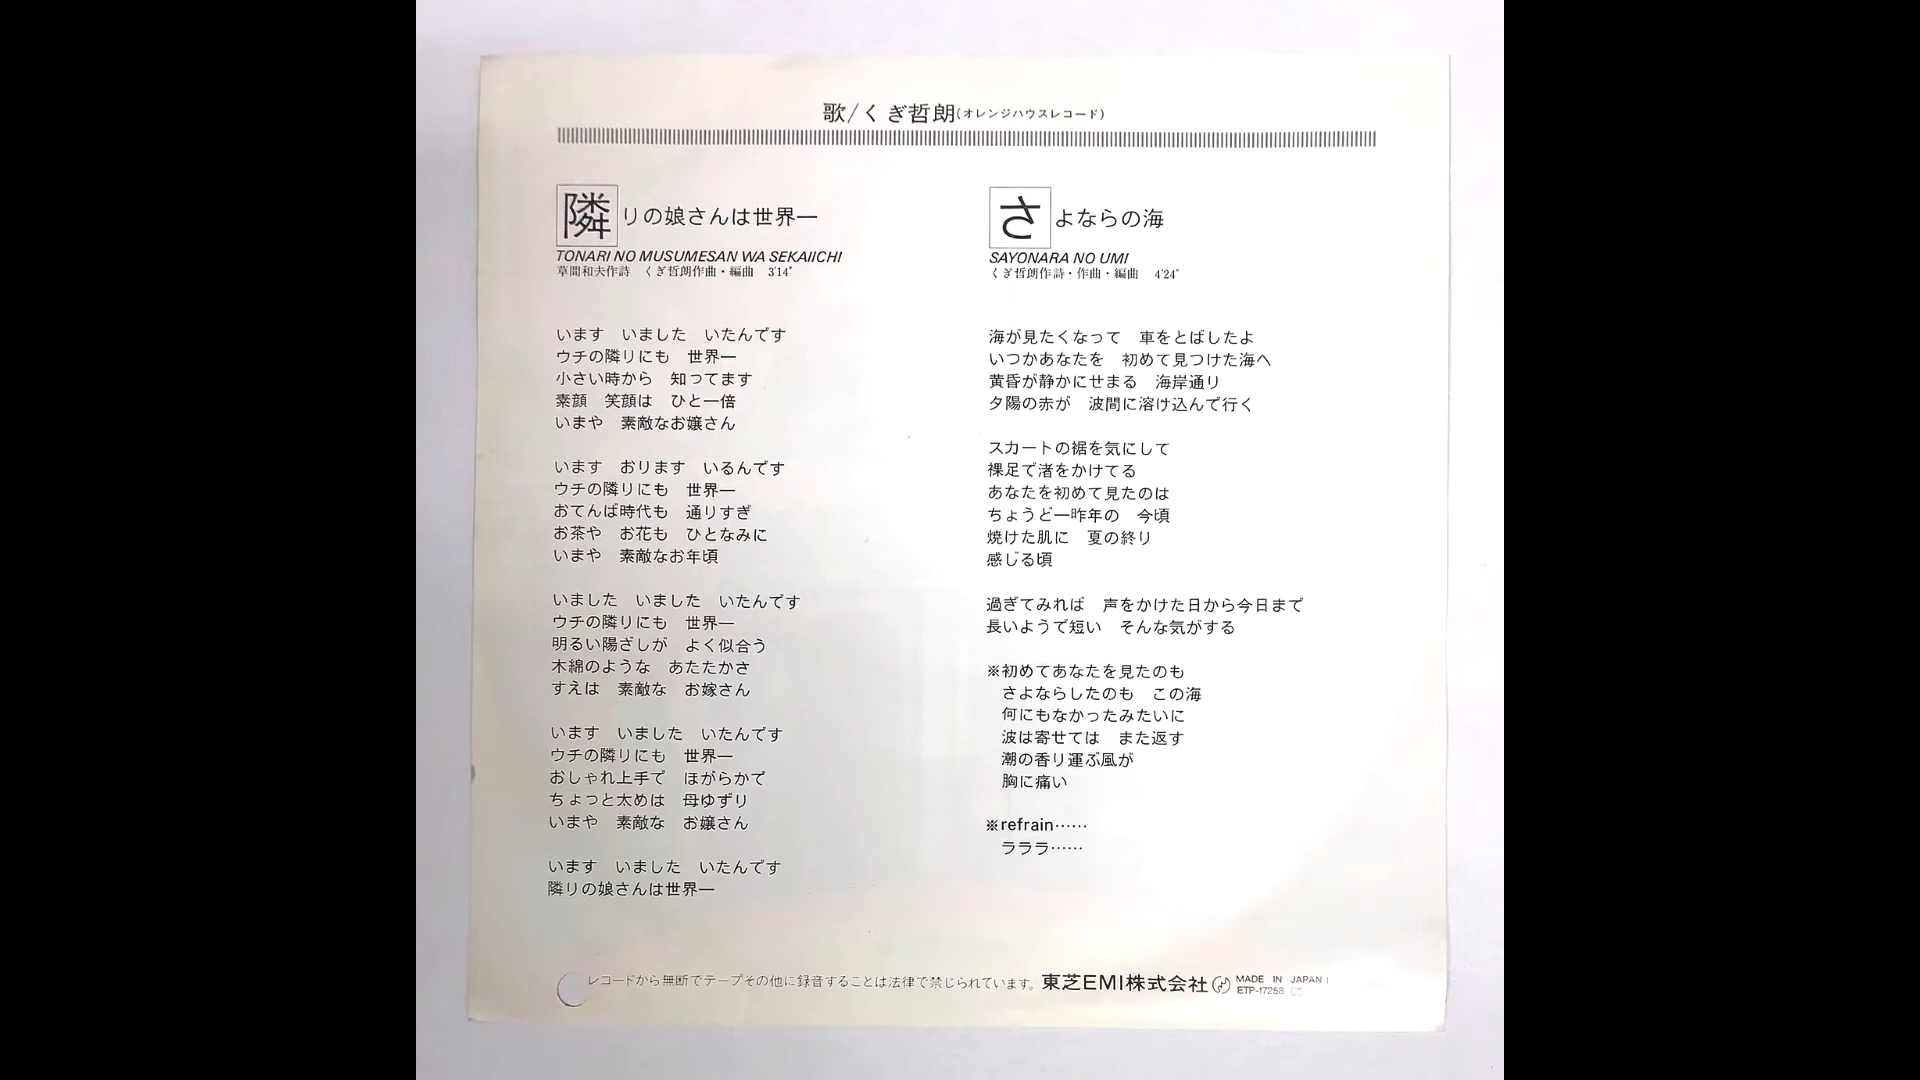 歌/くぎ哲朗(オレンジハウスレコード)
隣りの娘さんは世界一
TONARI NO MUSUMESAN WA SEKAIICHI
草間和夫作詩　くぎ哲朗作曲・編曲　3'14"
います　いました　いたんです
ウチの隣りにも　世界一
小さい時から　知ってます
素顔　笑顔は　ひと一倍
いまや　素敵なお嬢さん
います　おります　いるんです
ウチの隣りにも　世界一
おてんば時代も　通りすぎ
お茶や　お花も　ひとなみに
いまや　素敵なお年頃
いました　いました　いたんです
ウチの隣りにも　世界一
明るい陽ざしが　よく似合う
木綿のような　あたたかさ
すえは　素敵な　お嫁さん
います　いました　いたんです
ウチの隣りにも　世界一
おしゃれ上手で　ほがらかで
ちょっと太めは　母ゆずり
いまや　素敵な　お嬢さん
います　いました　いたんです
隣りの娘さんは世界一
さよならの海
SAYONARA NO UMI
くぎ哲朗作詩・作曲・編曲　4'24"
海が見たくなって　車をとばしたよ
いつかあなたを　初めて見つけた海へ
黄昏が静かにせまる　海岸通り
夕陽の赤が　波間に溶け込んで行く
スカートの裾を気にして
裸足で渚をかけてる
あなたを初めて見たのは
ちょうど一昨年の　今頃
焼けた肌に　夏の終り
感じる頃
過ぎてみれば　声をかけた日から今日まで
長いようで短い　そんな気がする
※初めてあなたを見たのも
さよならしたのも　この海
何にもなかったみたいに
波は寄せては　また返す
潮の香り運ぶ風が
胸に痛い
※refrain……
ラララ……
レコードから無断でテープその他に録音することは法律で禁じられています。東芝EMI株式会社 MADE IN JAPAN
ETP-17258